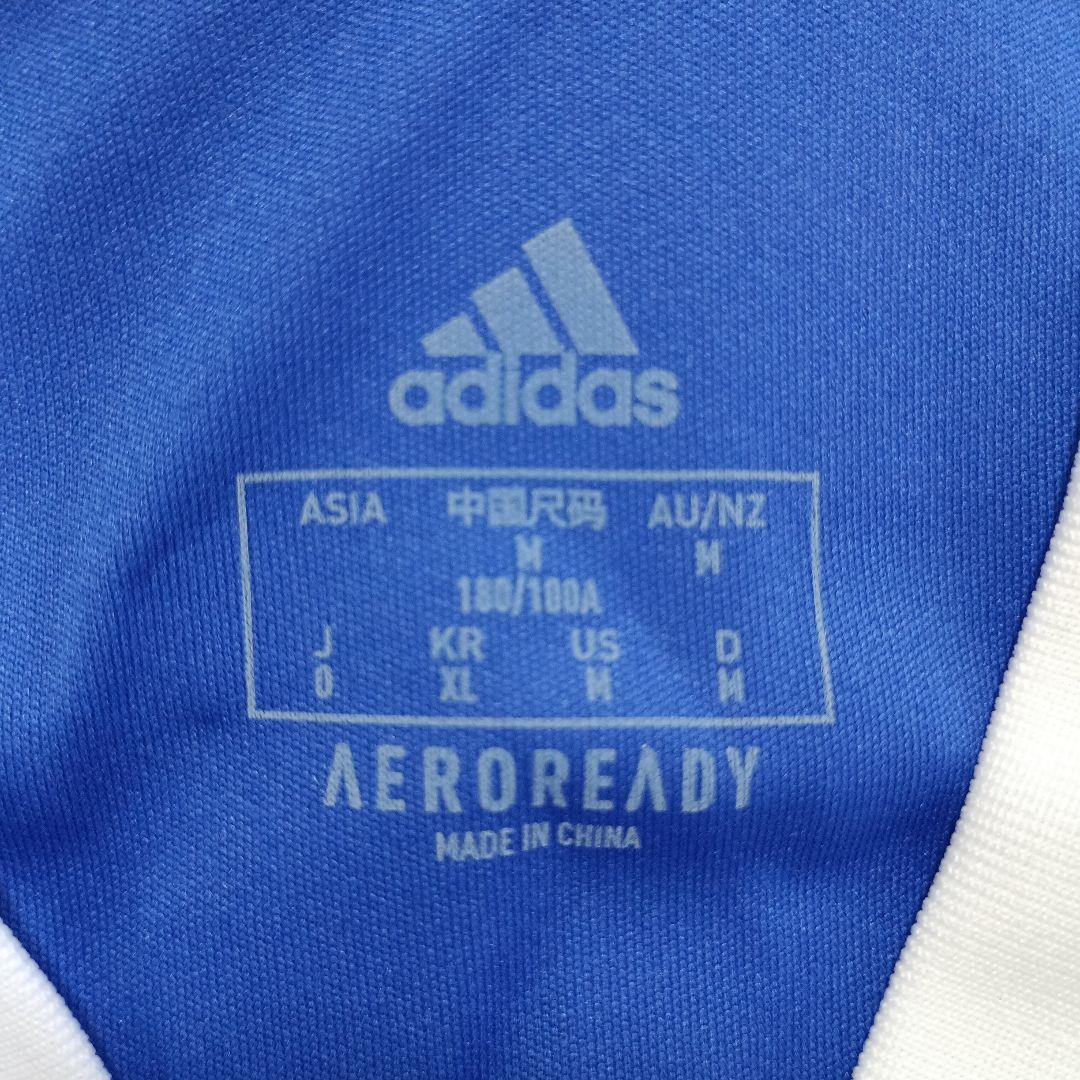 adidas
ASIA 中国尺码 AU/NZ
M M
180/100A
J KR US D
O XL M M
AEROREADY
MADE IN CHINA